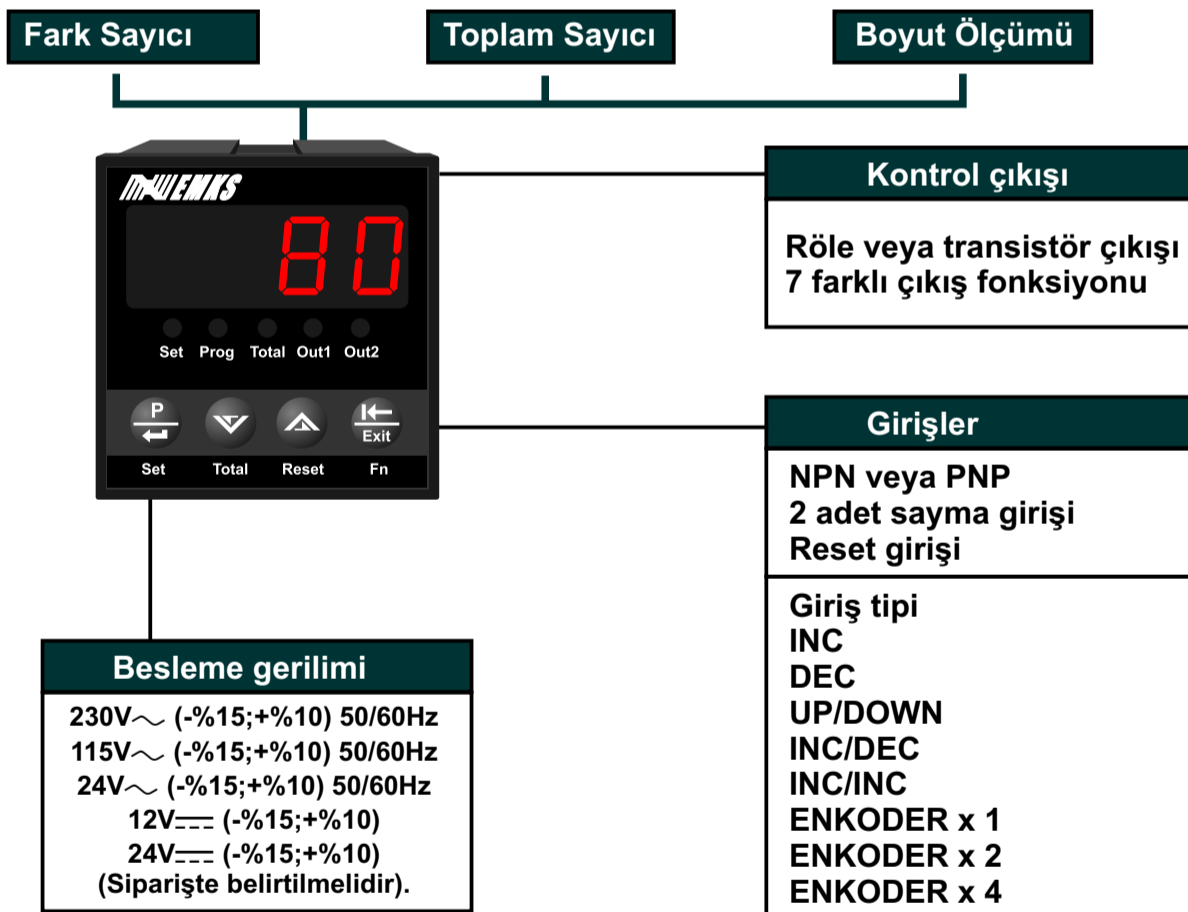 Fark Sayıcı
Toplam Sayıcı
Boyut Ölçümü
EMKS
80
Set Prog Total Out1 Out2
P
Exit
Set Total Reset Fn
Kontrol çıkışı
Röle veya transistör çıkışı
7 farklı çıkış fonksiyonu
Girişler
NPN veya PNP
2 adet sayma girişi
Reset girişi
Giriş tipi
INC
DEC
UP/DOWN
INC/DEC
INC/INC
ENKODER x 1
ENKODER x 2
ENKODER x 4
Besleme gerilimi
230V～ (-%15;+%10) 50/60Hz
115V～ (-%15;+%10) 50/60Hz
24V～ (-%15;+%10) 50/60Hz
12V⎓ (-%15;+%10)
24V⎓ (-%15;+%10)
(Siparişte belirtilmelidir).